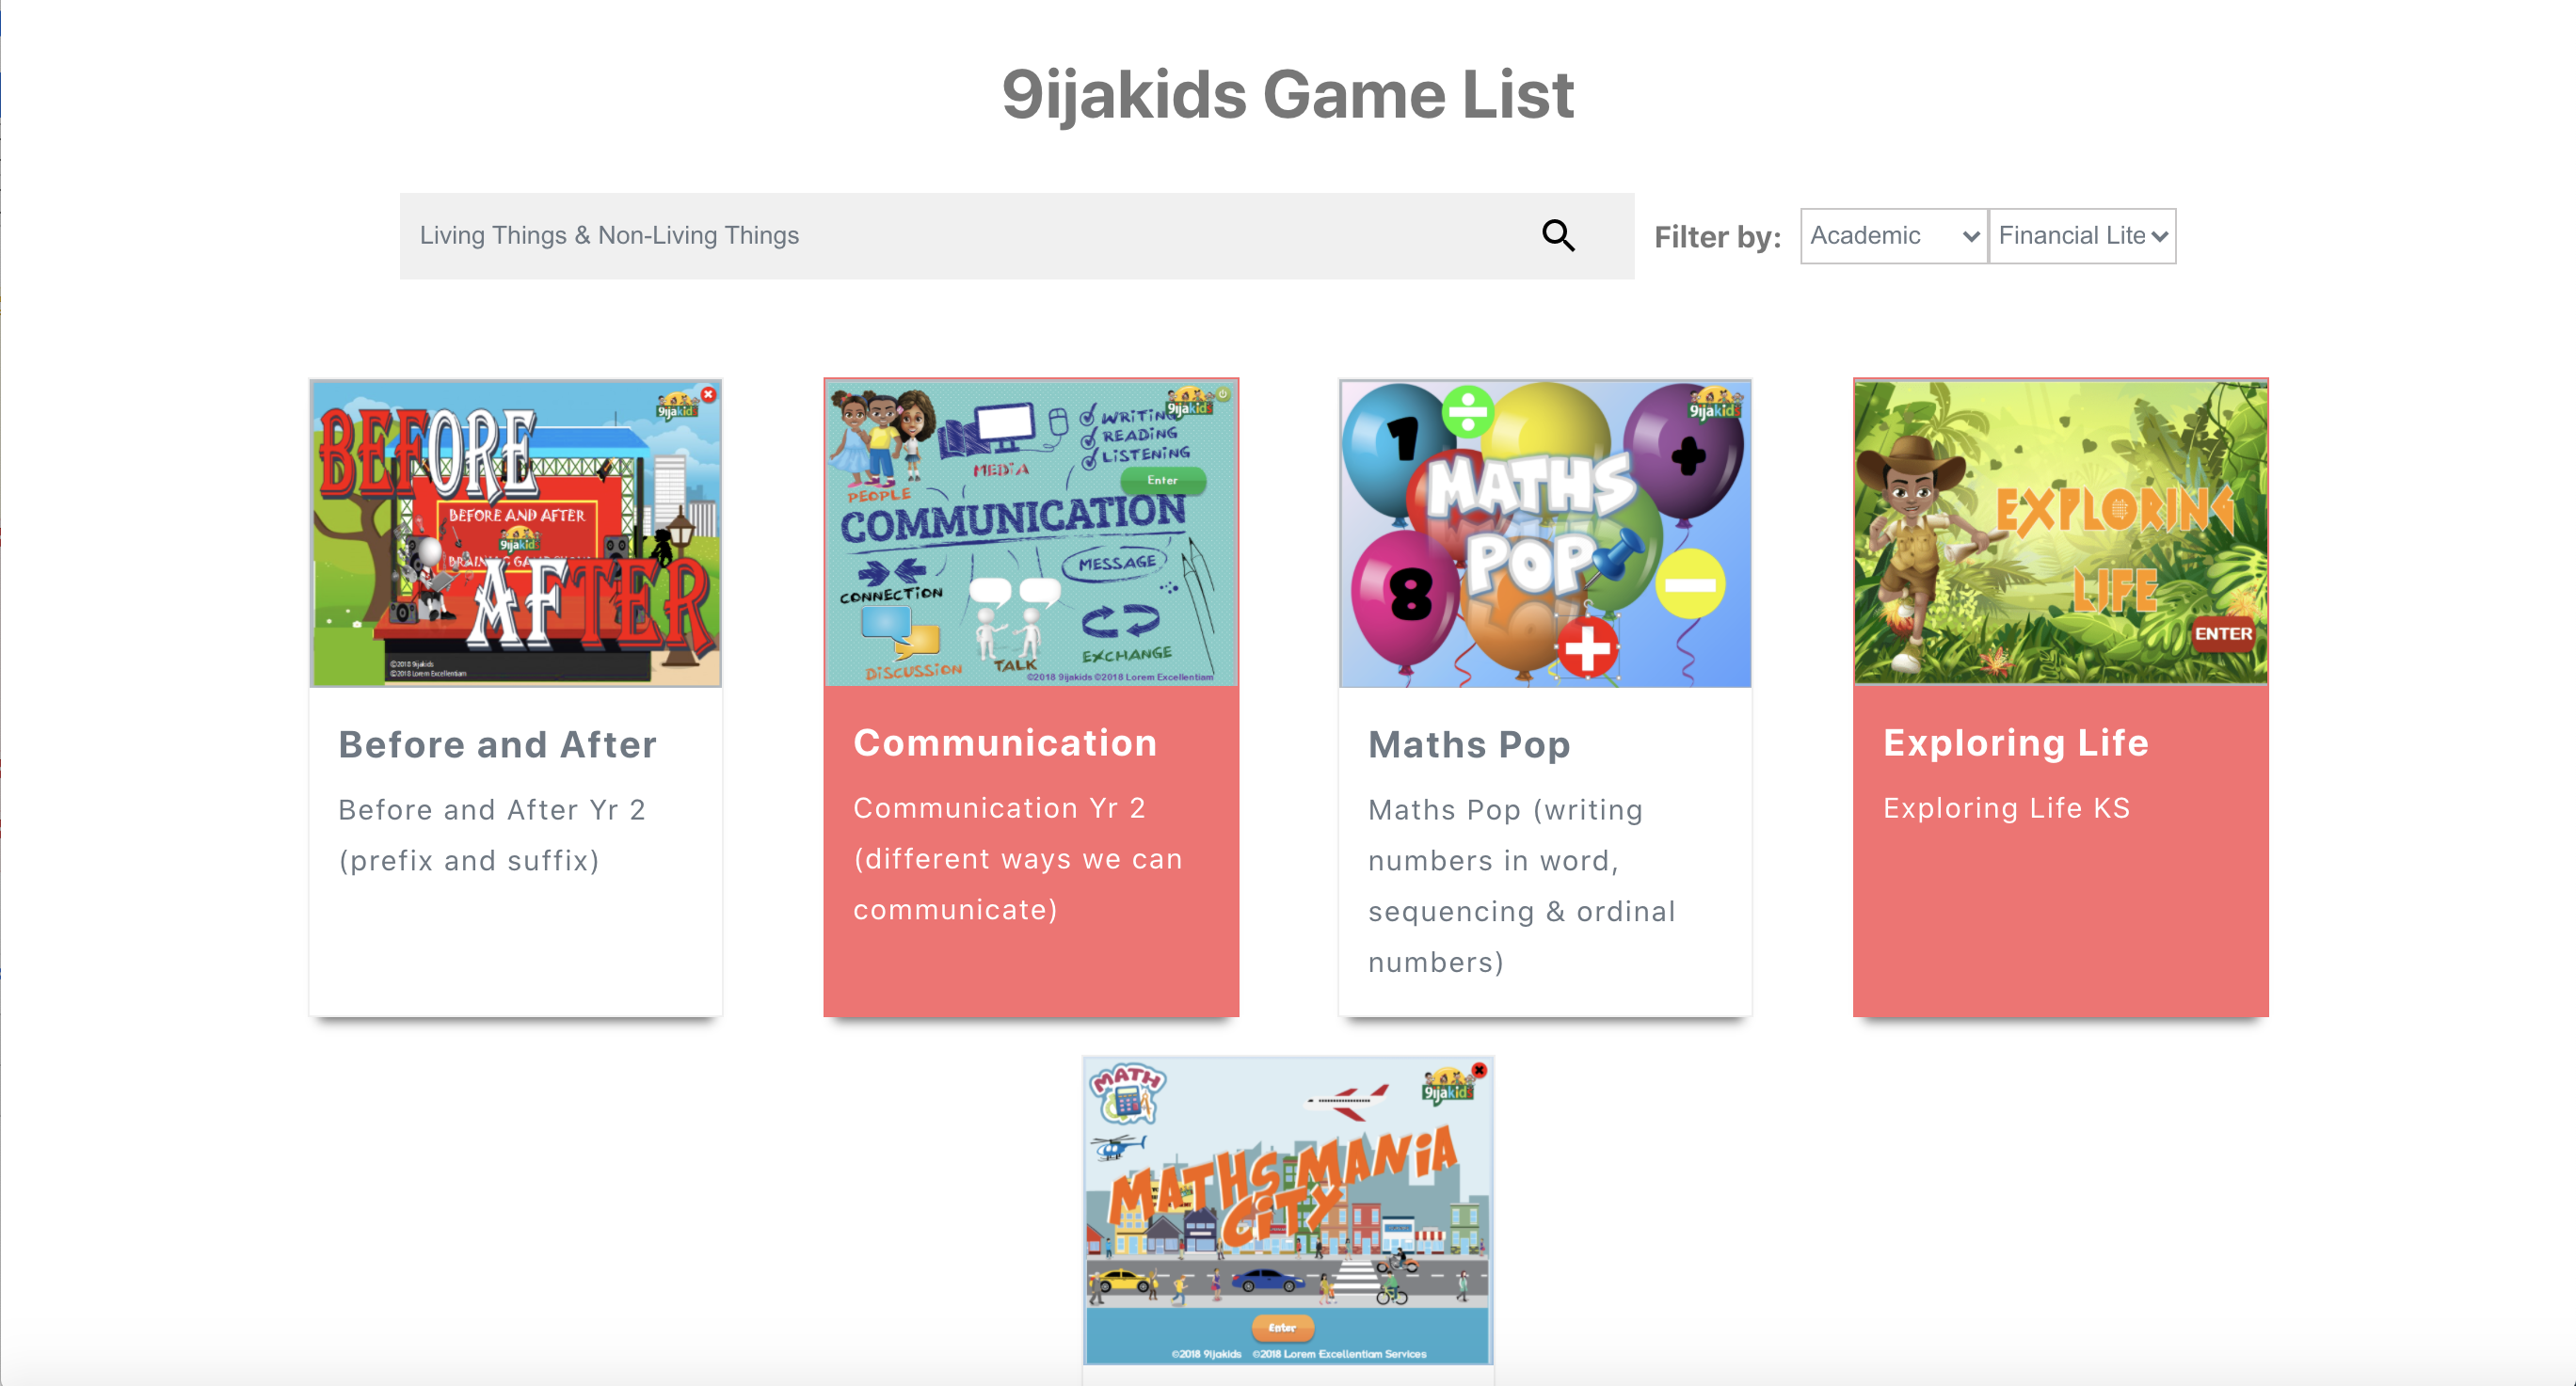 9ijakids Game List
Living Things & Non-Living Things
Filter by:
Academic
Financial Lite
BEFORE
9ijakids
BEFORE AND AFTER
9ijakids
AFTER
©2018 9ijakids
©2018 Lorem Excellentiam
Before and After
Before and After Yr 2
(prefix and suffix)
9ijakids
WRITING
READING
LISTENING
MEDIA
PEOPLE
Enter
COMMUNICATION
MESSAGE
CONNECTION
DISCUSSION
TALK
EXCHANGE
©2018 9ijakids ©2018 Lorem Excellentiam
Communication
Communication Yr 2
(different ways we can
communicate)
1
9ijakids
MATHS
POP
8
Maths Pop
Maths Pop (writing
numbers in word,
sequencing & ordinal
numbers)
EXPLORING
LIFE
ENTER
Exploring Life
Exploring Life KS
MATH
9ijakids
MATHS MANIA
CITY
Enter
©2018 9ijakids ©2018 Lorem Excellentiam Services